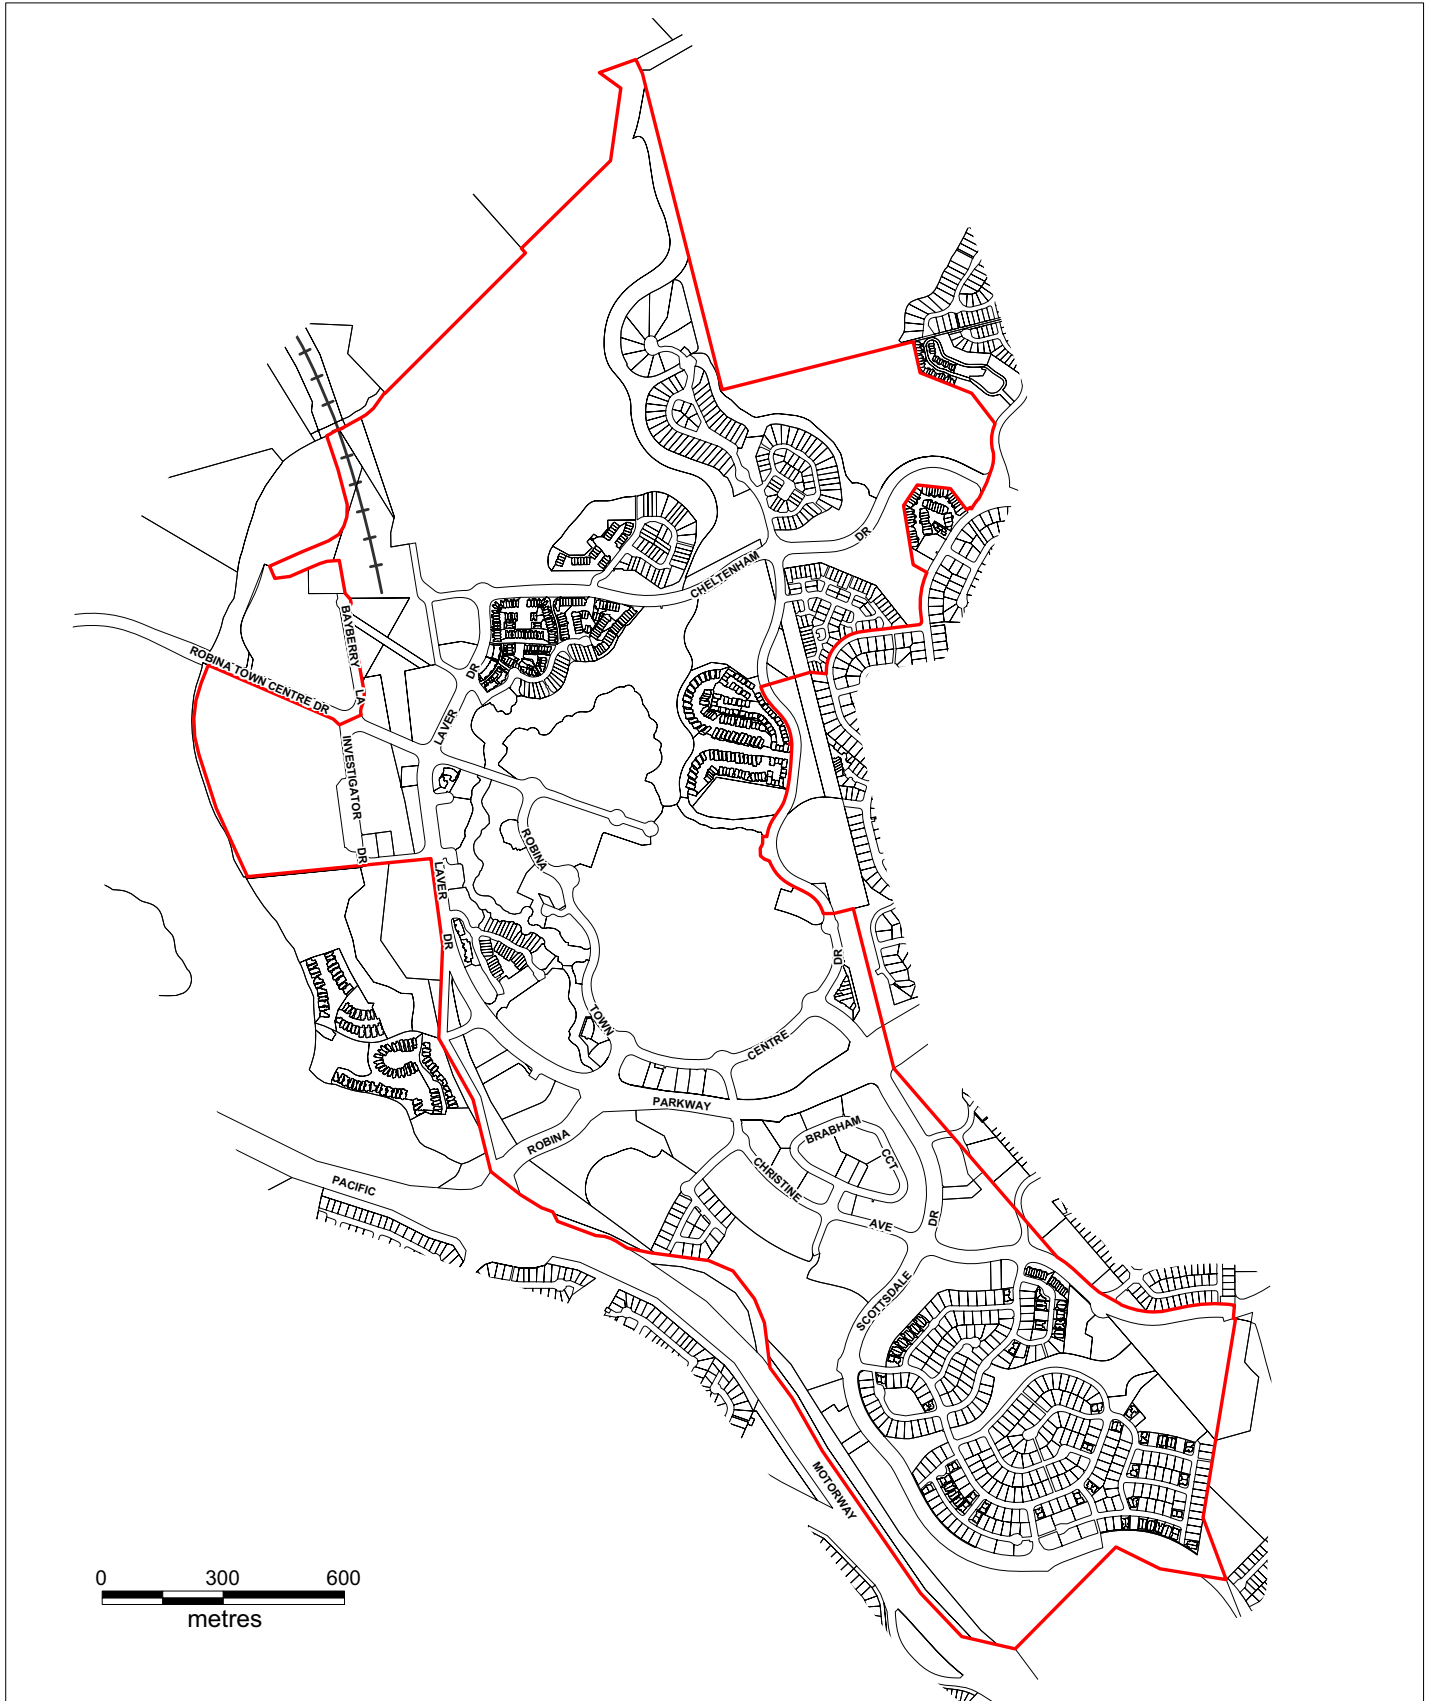 CHELTENHAM
DR
BAYBERRY
LA
ROBINA TOWN CENTRE DR
DR
LAVER
INVESTIGATOR
DR
ROBINA
LAVER
DR
DR
TOWN
CENTRE
PARKWAY
ROBINA
BRABHAM
CCT
CHRISTINE
AVE
DR
PACIFIC
SCOTTSDALE
MOTORWAY
0 300 600
metres